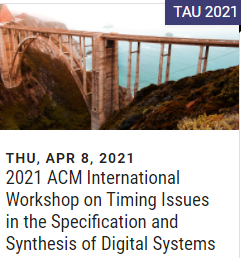 TAU 2021
THU, APR 8, 2021
2021 ACM International
Workshop on Timing Issues
in the Specification and
Synthesis of Digital Systems